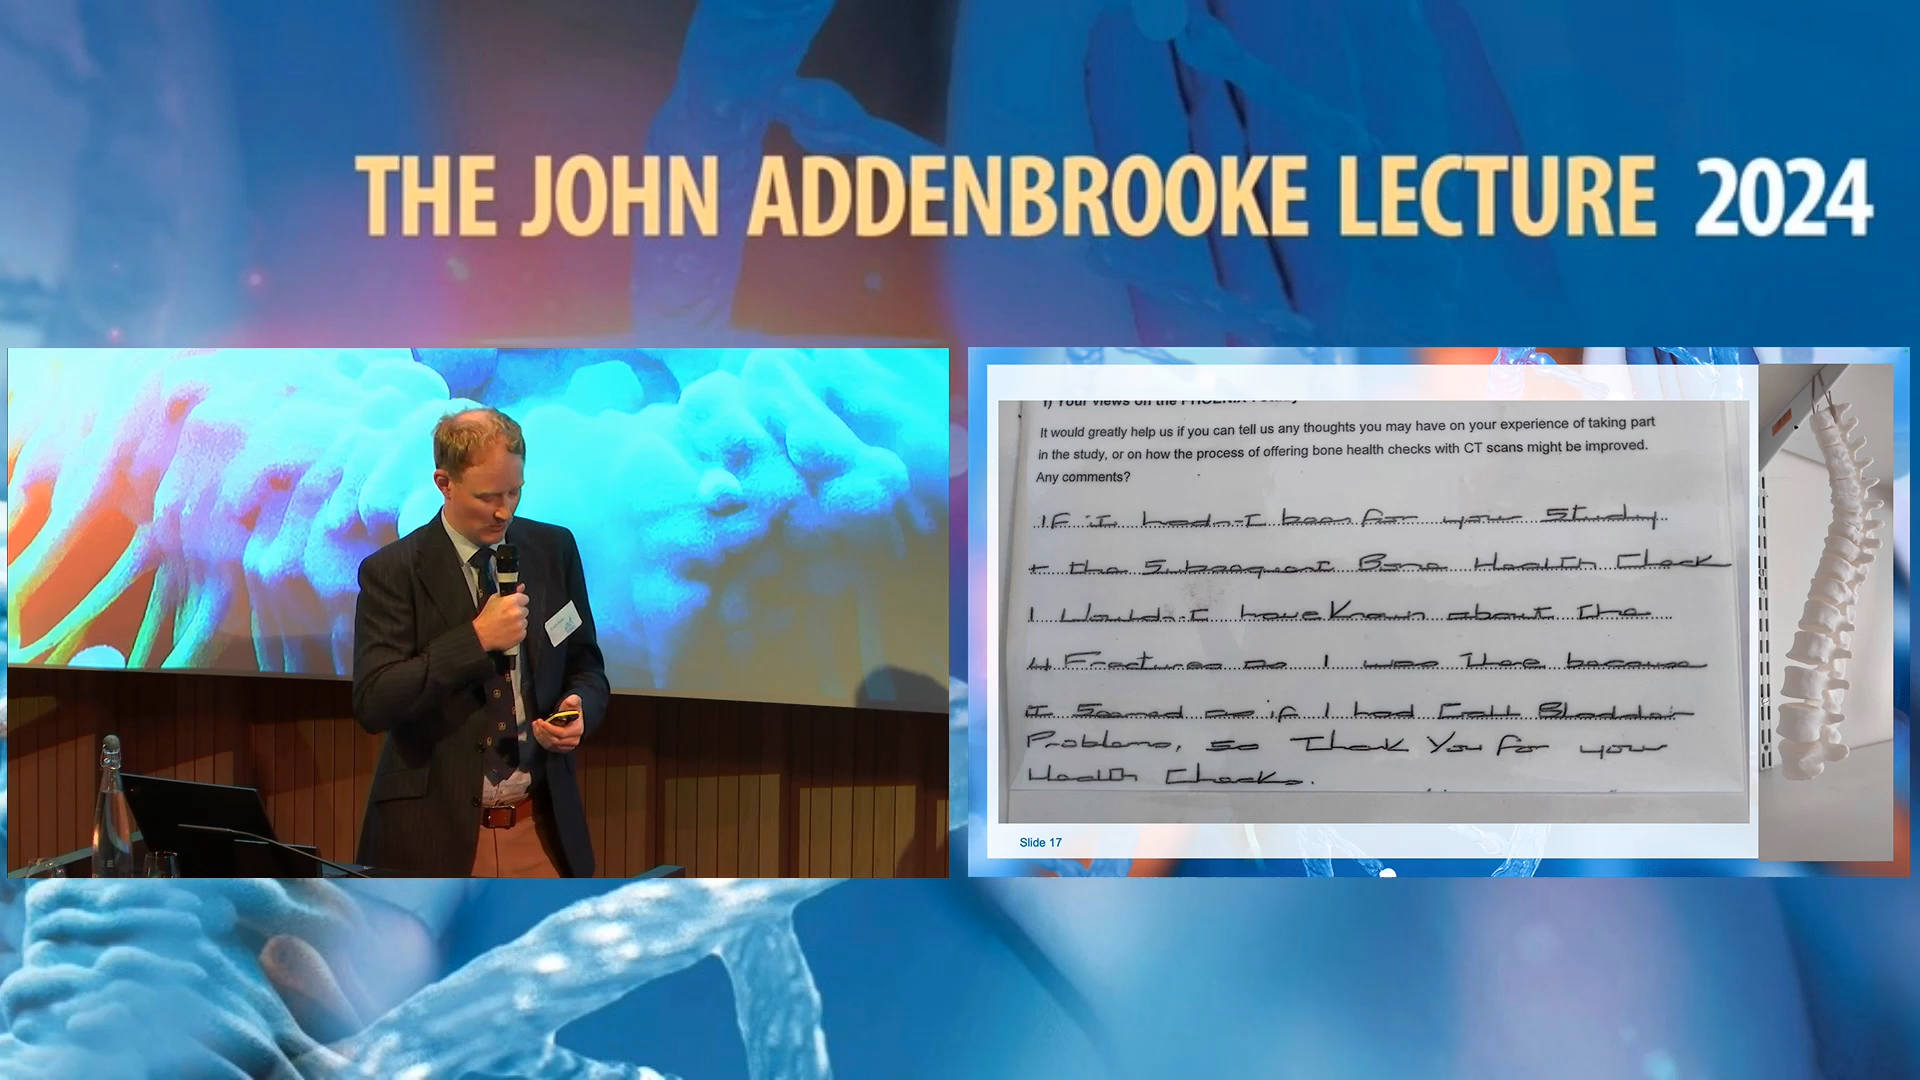 THE JOHN ADDENBROOKE LECTURE 2024
It would greatly help us if you can tell us any thoughts you may have on your experience of taking part
in the study, or on how the process of offering bone health checks with CT scans might be improved.
Any comments?
If it hadn-t been for your Study
+ the Subsequent Bone Health Check
I Would-t have Known about the
4 Fractures as I was There because
It Seemed as if I had Gall Bladder
Problems, so Thank You for your
Health Checks.
Slide 17